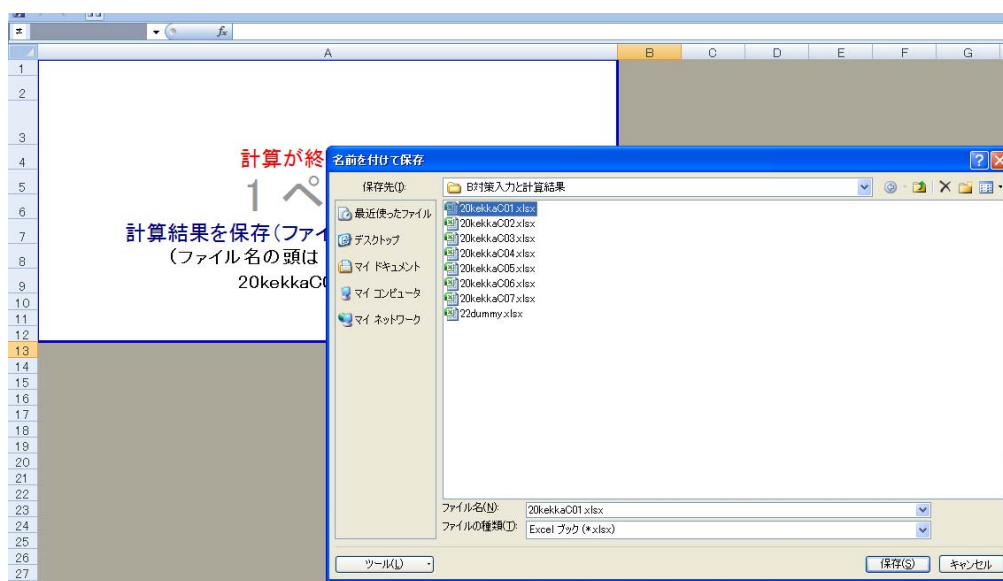 fx
A B C D E F G
1
2
3
4
5
6
7
8
9
10
11
12
13
14
15
16
17
18
19
20
21
22
23
24
25
26
27
計算が終
1 ペ
計算結果を保存(ファイ
(ファイル名の頭は
20kekkaC0
名前を付けて保存
保存先(I):
B対策入力と計算結果
最近使ったファイル
デスクトップ
マイ ドキュメント
マイ コンピュータ
マイ ネットワーク
20kekkaC01.xlsx
20kekkaC02.xlsx
20kekkaC03.xlsx
20kekkaC04.xlsx
20kekkaC05.xlsx
20kekkaC06.xlsx
20kekkaC07.xlsx
22dummy.xlsx
ファイル名(N):
20kekkaC01.xlsx
ファイルの種類(T):
Excel ブック (*.xlsx)
ツール(L)
保存(S)
キャンセル